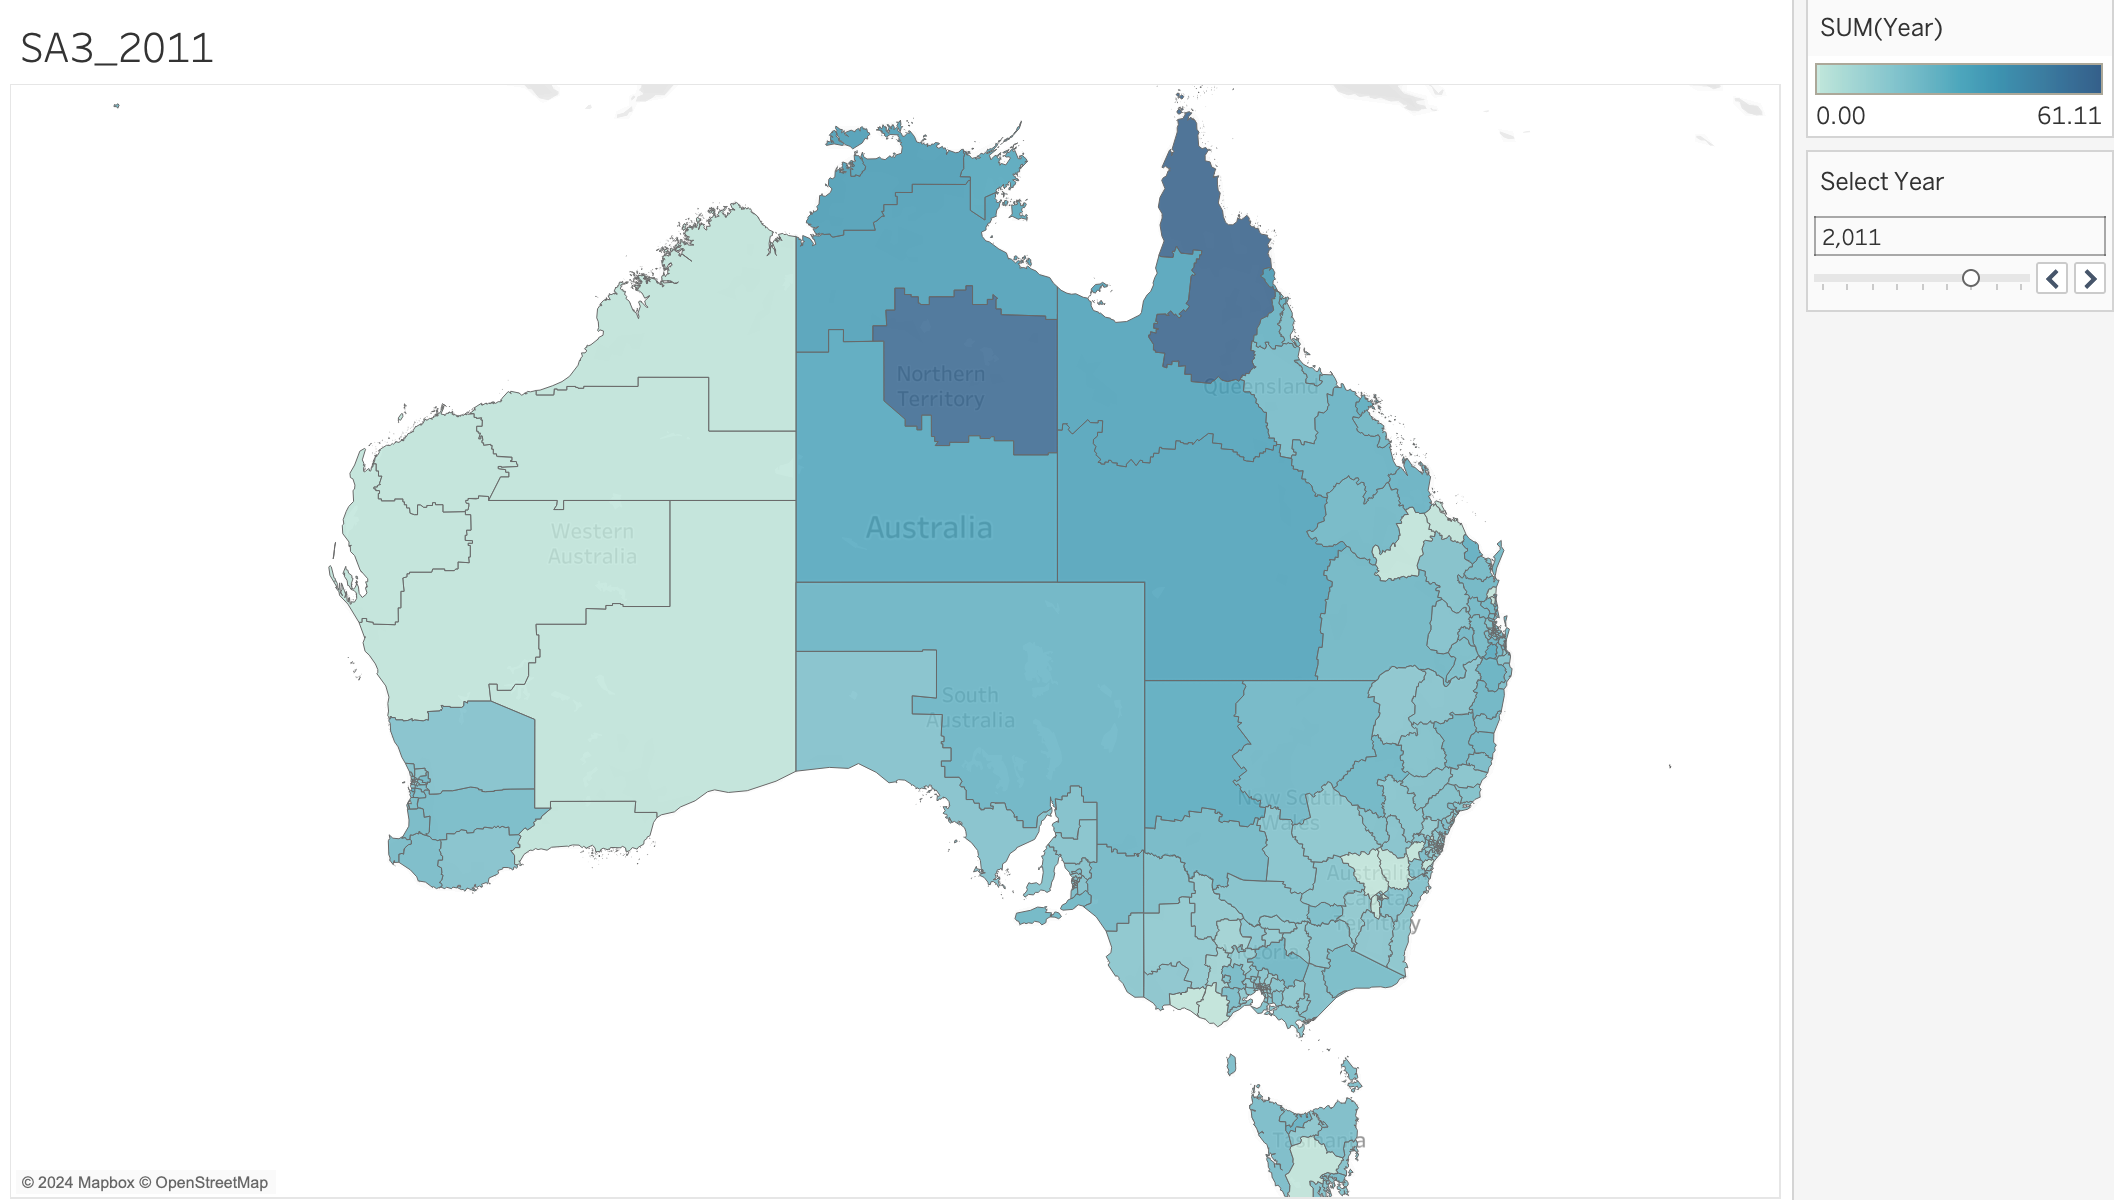 SA3_2011
SUM(Year)
0.00 61.11
Select Year
2,011
Northern
Territory
Queensland
Australia
Western
Australia
South
Australia
New South
Wales
Australia
Capital
Territory
Victoria
Tasmania
© 2024 Mapbox © OpenStreetMap